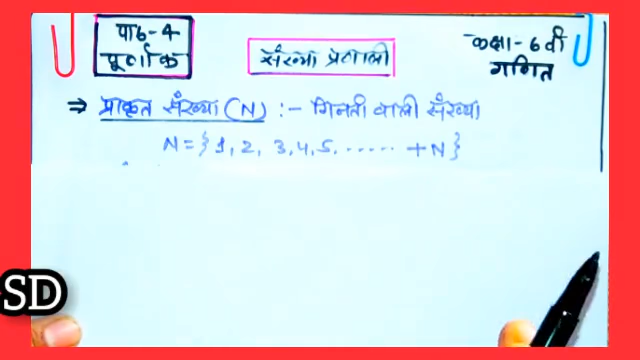 पाठ-4
पूर्णांक
संख्या प्रणाली
कक्षा-6वी
गणित
⇒ प्राकृत संख्या (N) :- गिनती वाली संख्या
N = { 1, 2, 3, 4, 5, ...... +N }
SD